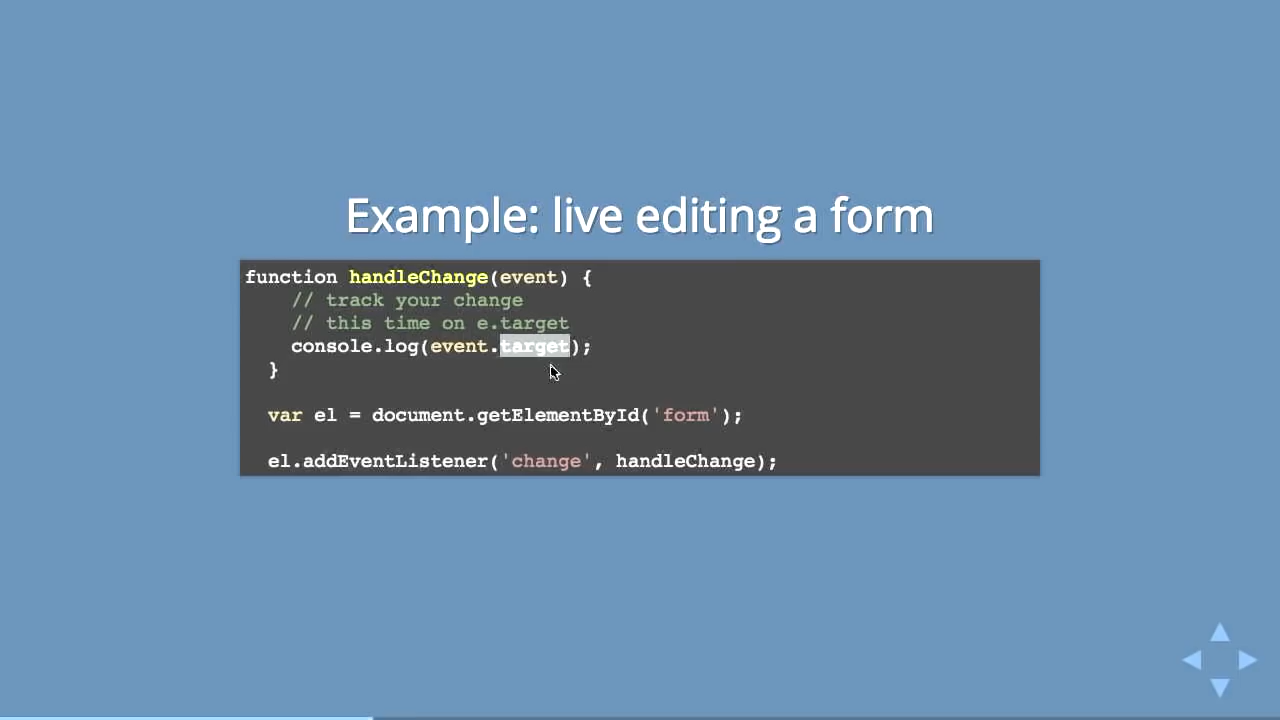 Example: live editing a form
function handleChange(event) {
    // track your change
    // this time on e.target
    console.log(event.target);
  }
  var el = document.getElementById('form');
  el.addEventListener('change', handleChange);